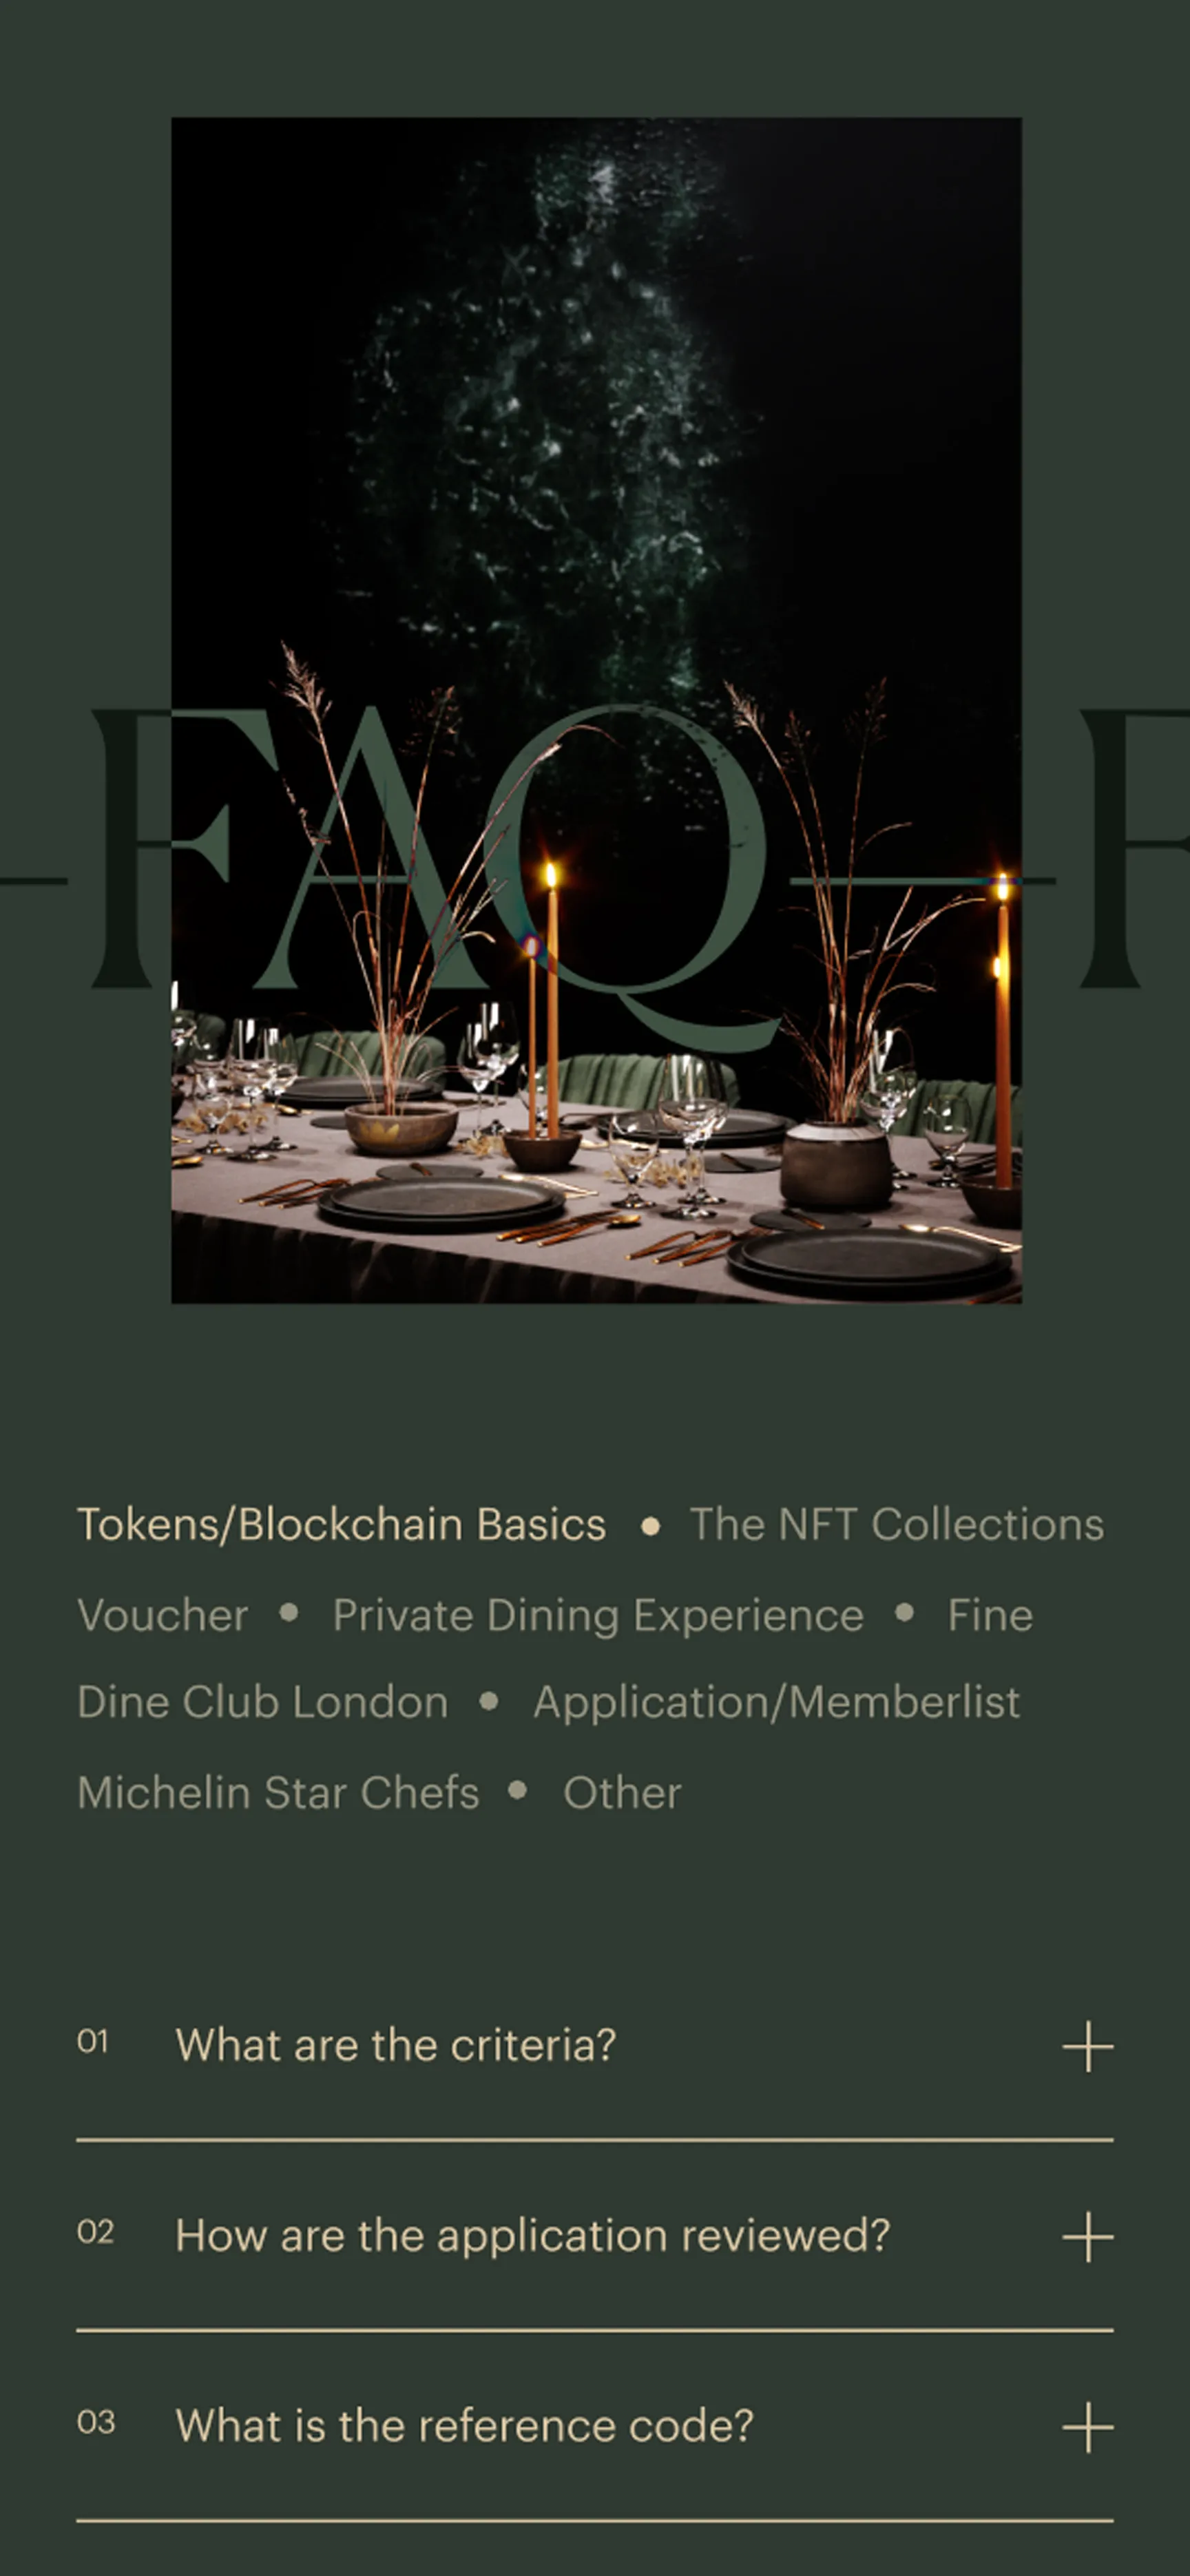 — FAQ — F
Tokens/Blockchain Basics • The NFT Collections
Voucher • Private Dining Experience • Fine
Dine Club London • Application/Memberlist
Michelin Star Chefs • Other
01 What are the criteria?
02 How are the application reviewed?
03 What is the reference code?